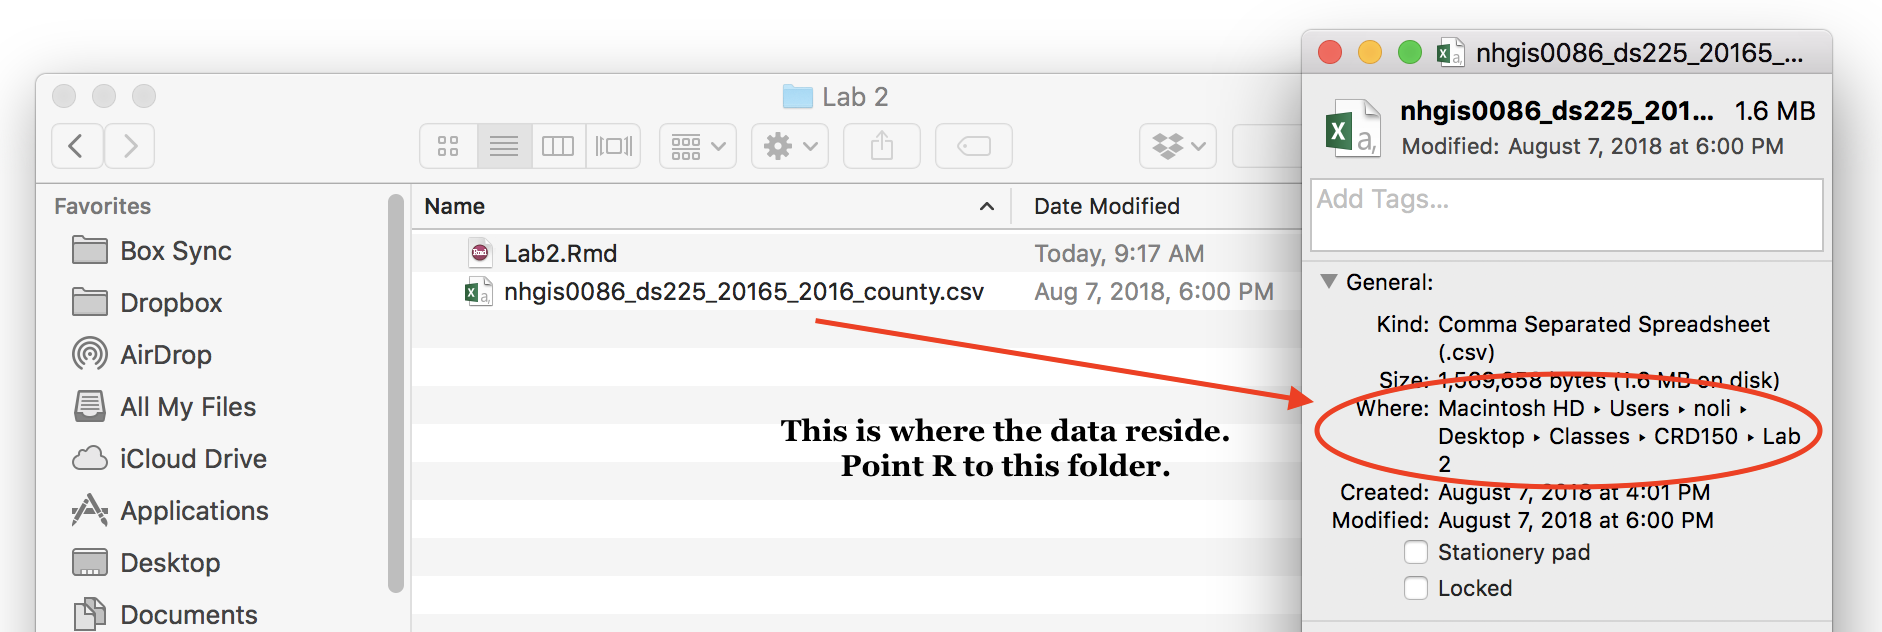 Lab 2
Favorites
Box Sync
Dropbox
AirDrop
All My Files
iCloud Drive
Applications
Desktop
Documents
Name
Date Modified
Lab2.Rmd
Today, 9:17 AM
nhgis0086_ds225_20165_2016_county.csv
Aug 7, 2018, 6:00 PM
This is where the data reside.
Point R to this folder.
nhgis0086_ds225_20165_...
nhgis0086_ds225_201... 1.6 MB
Modified: August 7, 2018 at 6:00 PM
Add Tags...
General:
Kind: Comma Separated Spreadsheet
(.csv)
Size: 1,569,658 bytes (1.6 MB on disk)
Where: Macintosh HD ▸ Users ▸ noli ▸
Desktop ▸ Classes ▸ CRD150 ▸ Lab
2
Created: August 7, 2018 at 4:01 PM
Modified: August 7, 2018 at 6:00 PM
Stationery pad
Locked